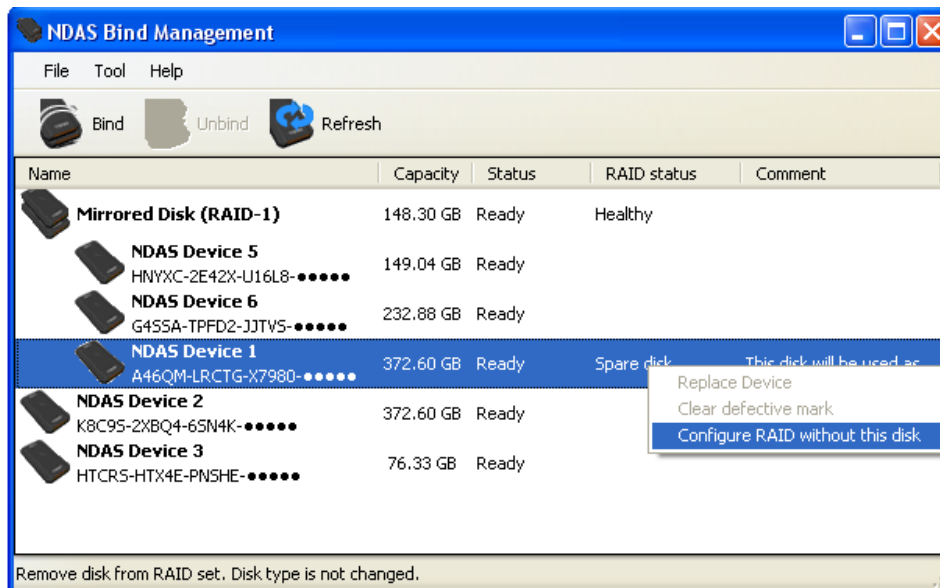 NDAS Bind Management
File Tool Help
Bind Unbind Refresh
Name Capacity Status RAID status Comment
Mirrored Disk (RAID-1) 148.30 GB Ready Healthy
NDAS Device 5
HNYXC-2E42X-U16L8-●●●●● 149.04 GB Ready
NDAS Device 6
G4SSA-TPFD2-JJTVS-●●●●● 232.88 GB Ready
NDAS Device 1
A46QM-LRCTG-X7980-●●●●● 372.60 GB Ready Spare disk This disk will be used as
Replace Device
Clear defective mark
Configure RAID without this disk
NDAS Device 2
K8C95-2XBQ4-6SN4K-●●●●● 372.60 GB Ready
NDAS Device 3
HTCRS-HTX4E-PNSHE-●●●●● 76.33 GB Ready
Remove disk from RAID set. Disk type is not changed.